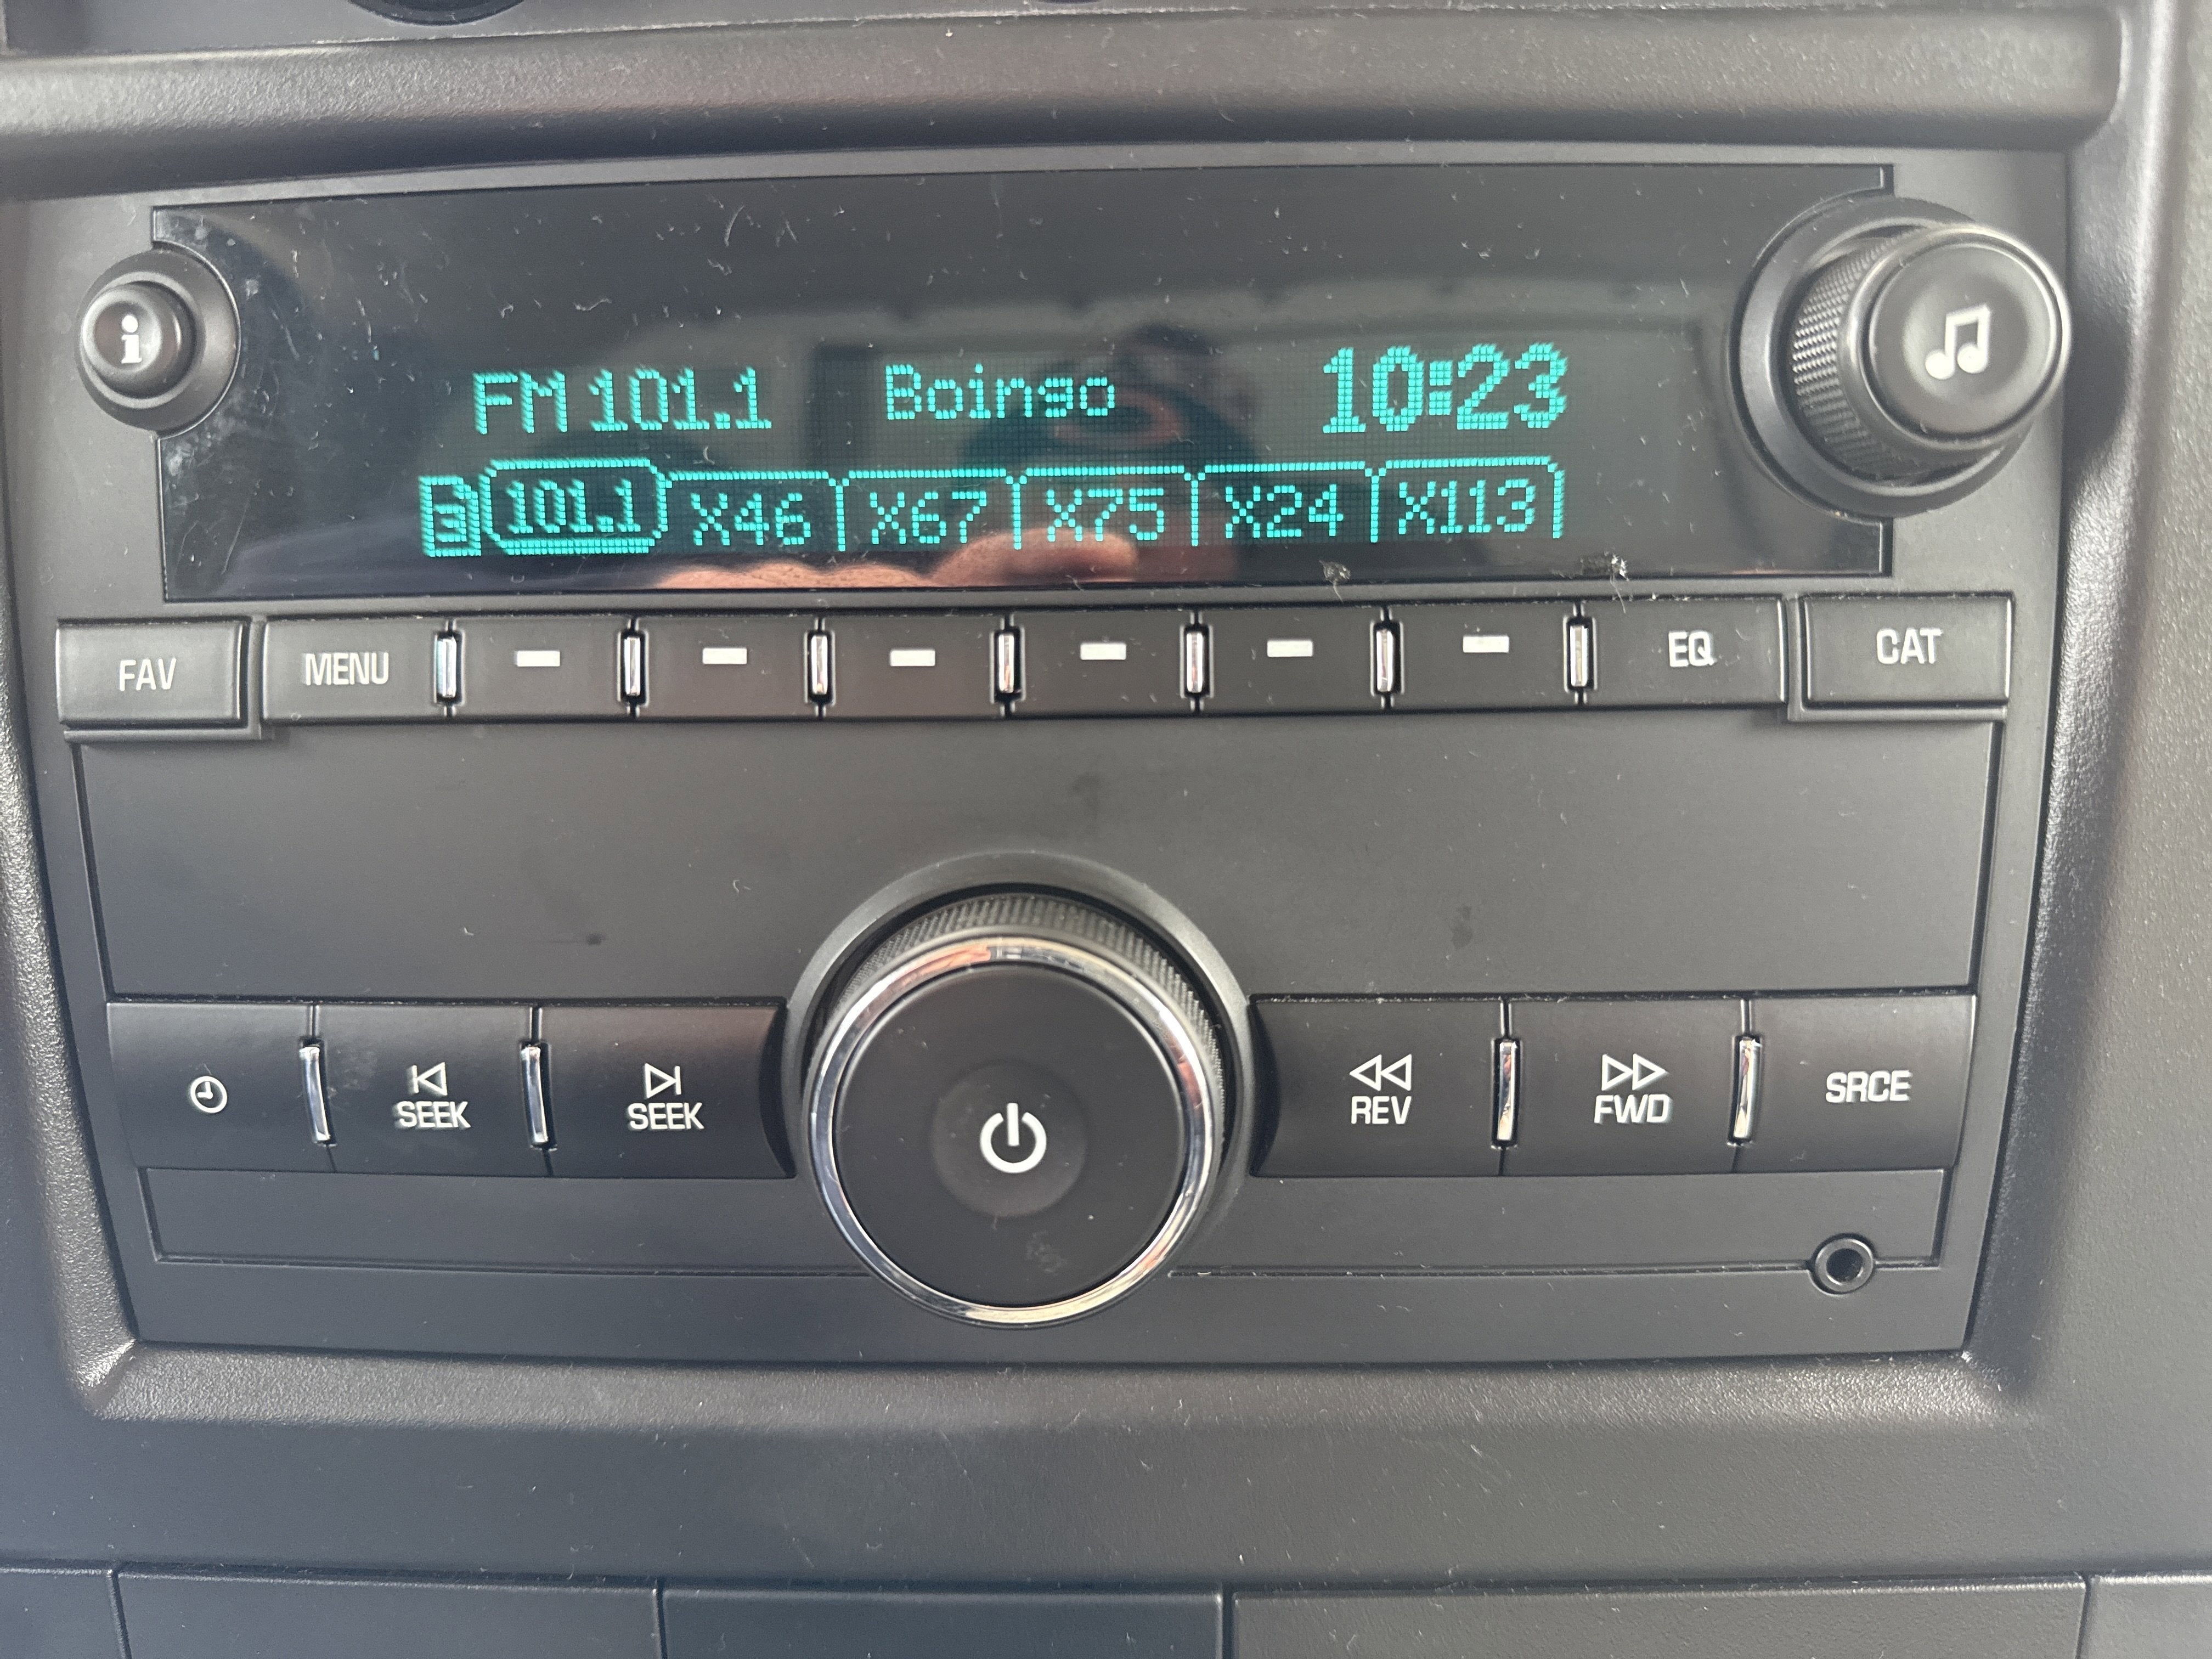 i
FM 101.1 Boingo 10:23
3 101.1 X46 X67 X75 X24 X113
FAV MENU EQ CAT
SEEK SEEK REV FWD SRCE